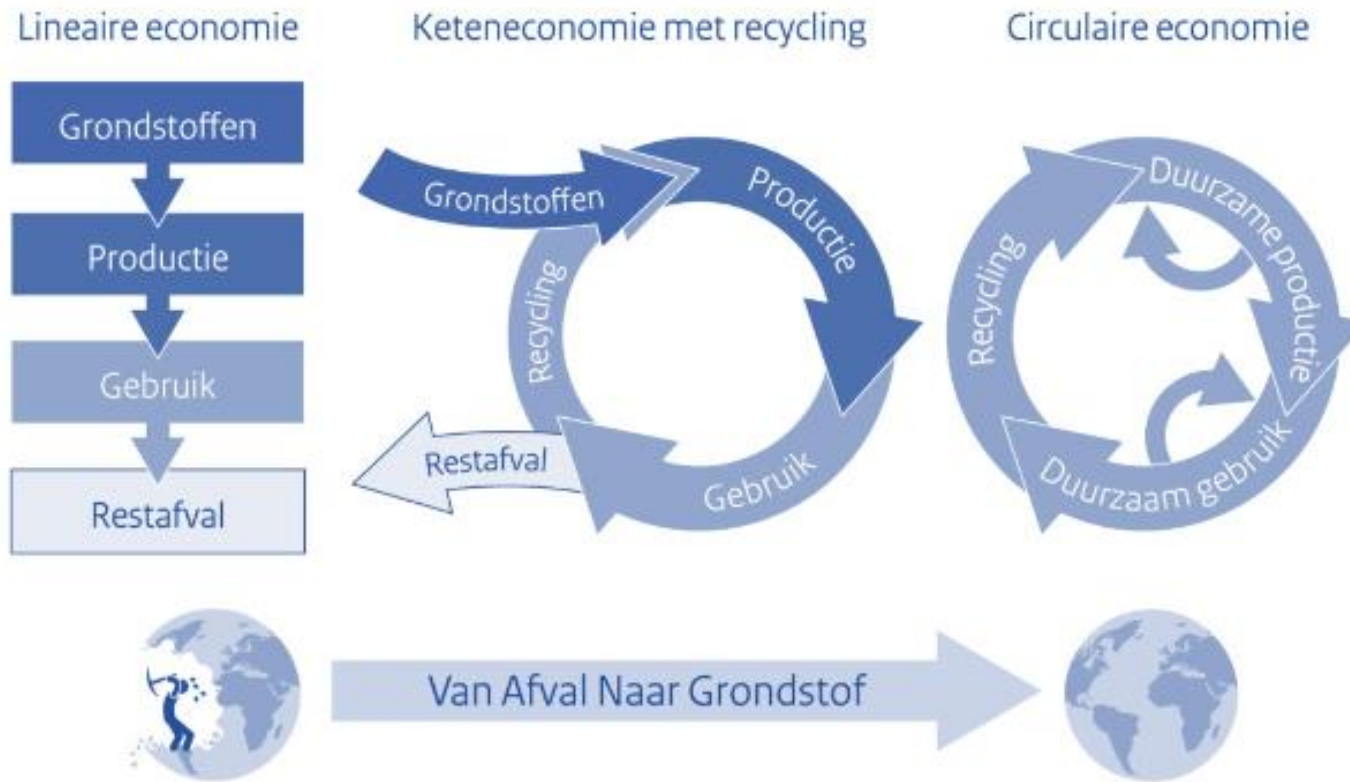 Lineaire economie
Keteneconomie met recycling
Circulaire economie
Grondstoffen
Productie
Gebruik
Restafval
Grondstoffen
Productie
Gebruik
Recycling
Restafval
Duurzame productie
Duurzaam gebruik
Recycling
Van Afval Naar Grondstof